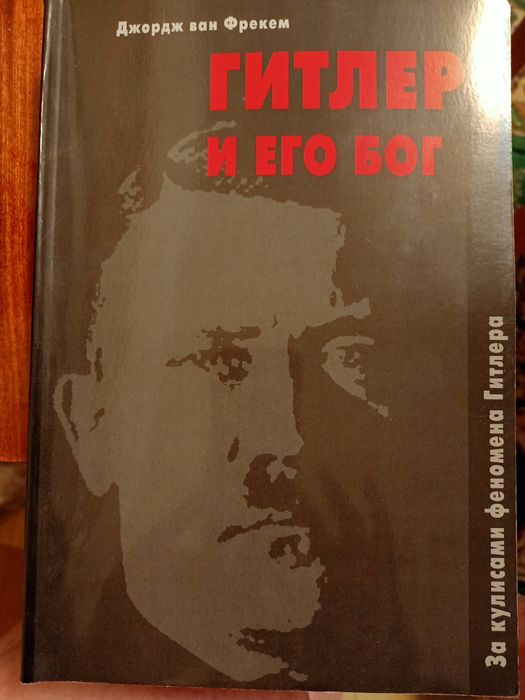 Джордж ван Фрекем
ГИТЛЕР
И ЕГО БОГ
За кулисами феномена Гитлера